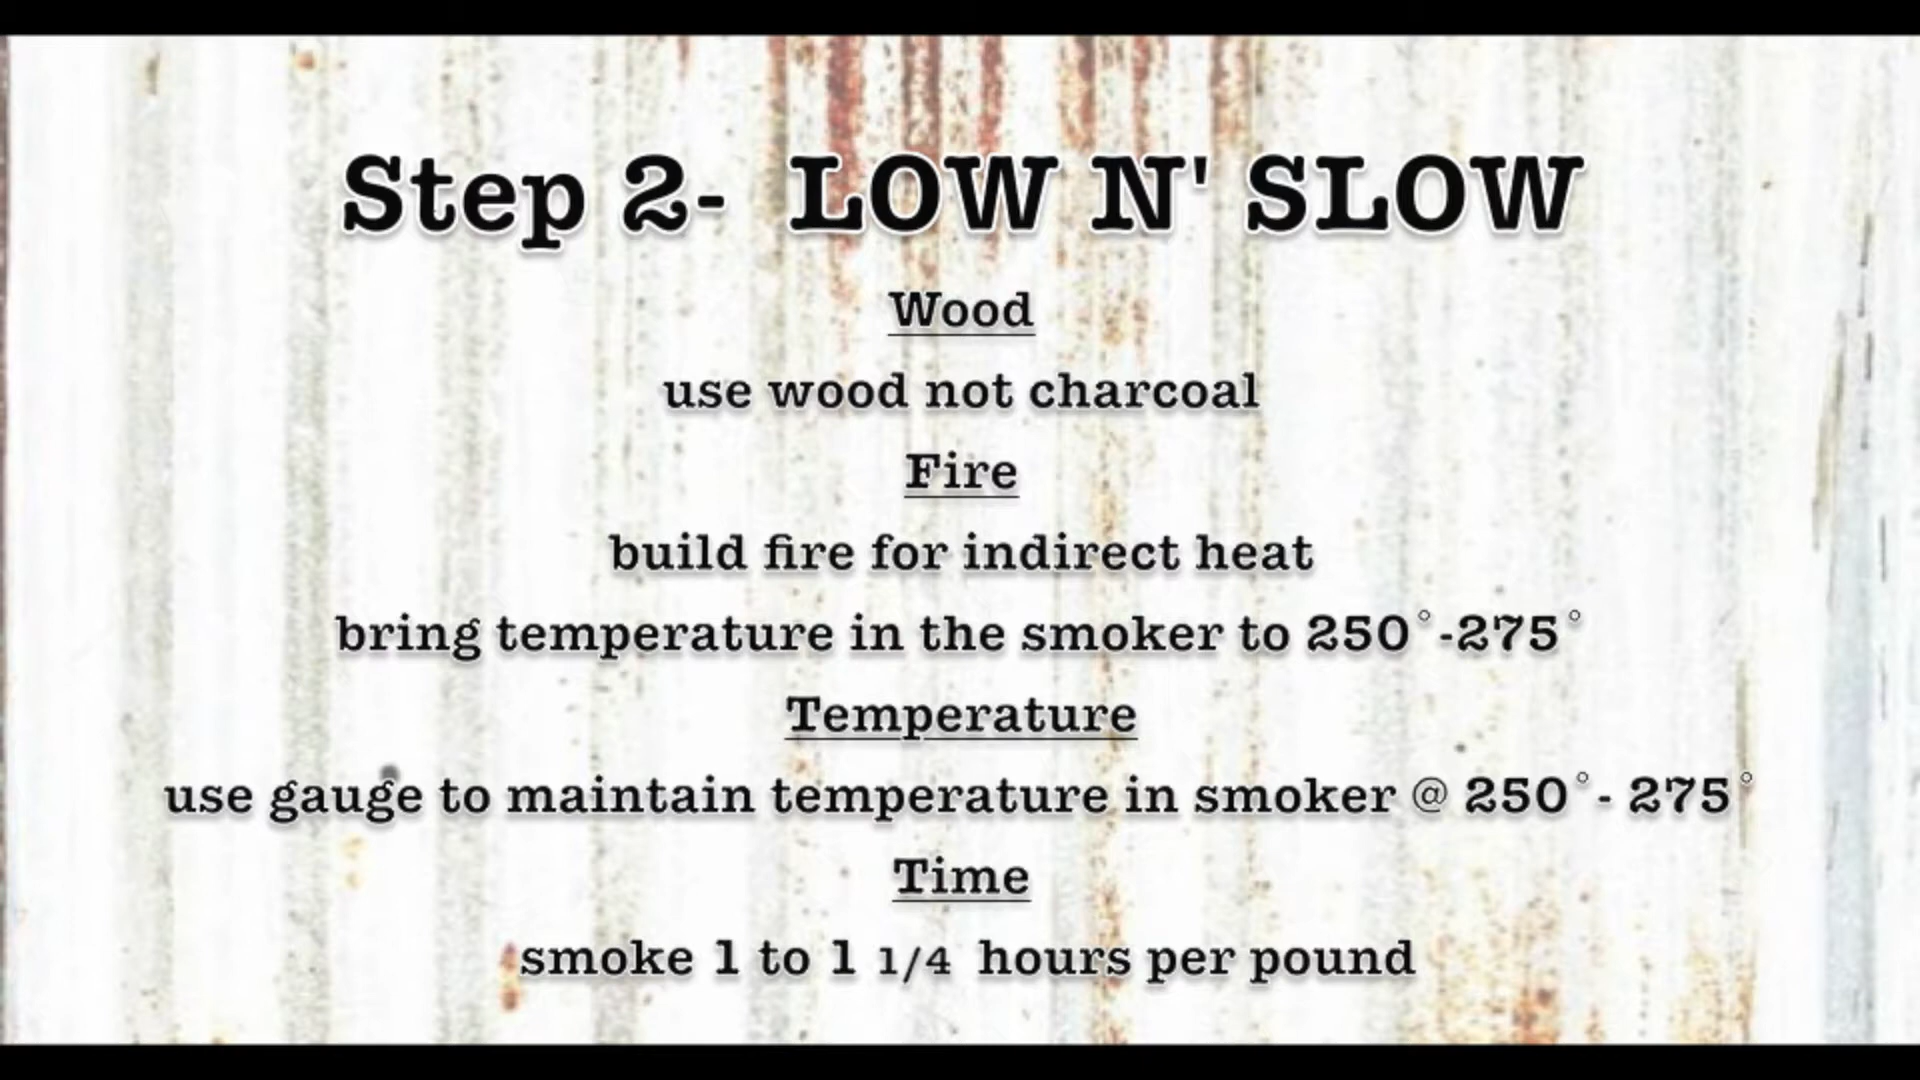 Step 2-  LOW N' SLOW
Wood
use wood not charcoal
Fire
build fire for indirect heat
bring temperature in the smoker to 250°-275°
Temperature
use gauge to maintain temperature in smoker @ 250°- 275°
Time
smoke 1 to 1 1/4  hours per pound